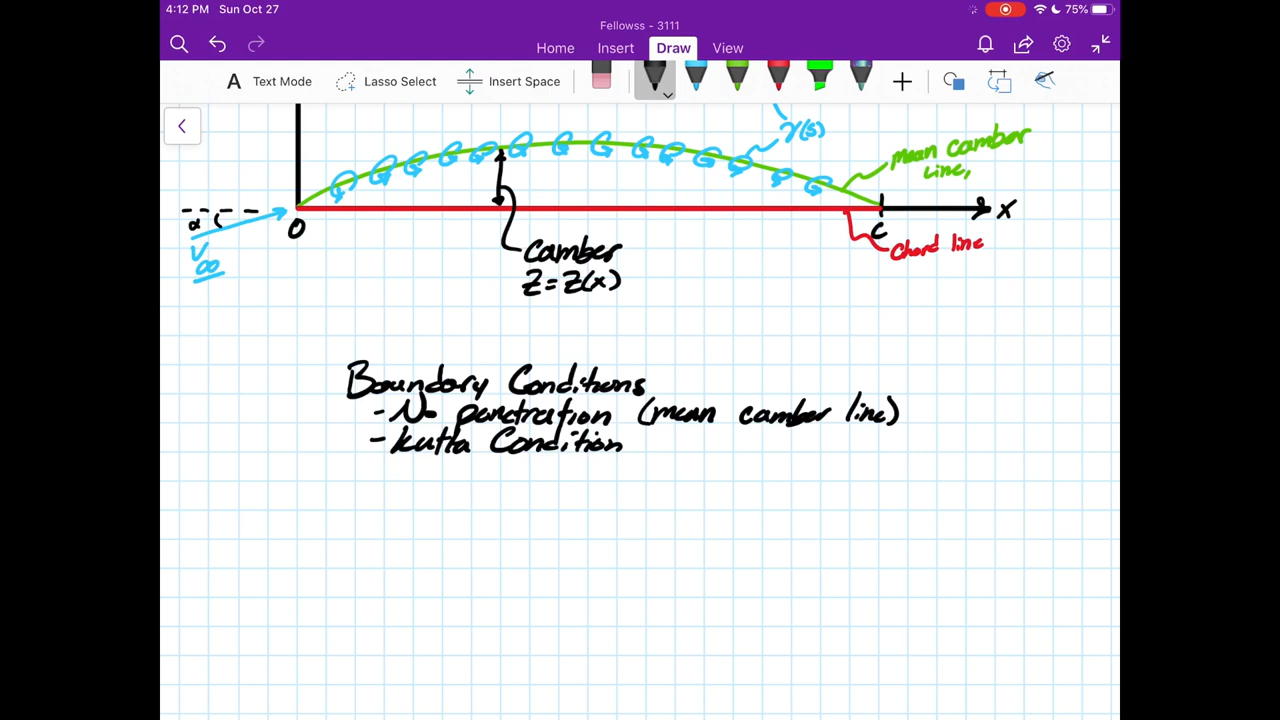 4:12 PM Sun Oct 27
75%
Fellowss - 3111
Home Insert Draw View
A Text Mode Lasso Select Insert Space
γ(s)
mean camber
line,
α
V
∞
0
c
X
Chord line
Camber
Z = Z(x)
Boundary Conditions
- No penetration (mean camber line)
- Kutta Condition